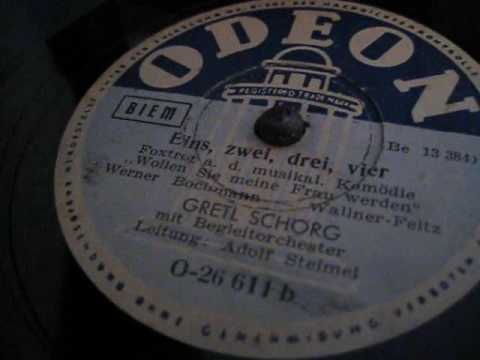 ODEON
REGISTERED TRADE MARK
BIEM
Be 13 384
Eins, zwei, drei, vier
Foxtrot a. d. musikal. Komödie
„Wollen Sie meine Frau werden“
Werner Bochmann - Wallner-Feltz
GRETL SCHÖRG
mit Begleitorchester
Leitung: Adolf Steimel
O-26 611 b